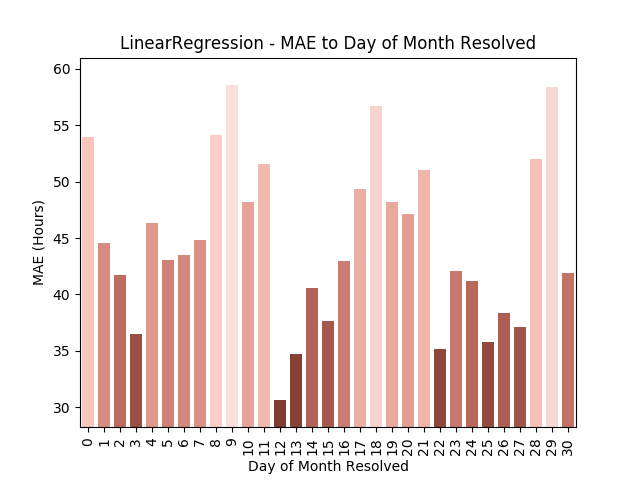 LinearRegression - MAE to Day of Month Resolved
60
55
50
45
40
35
30
MAE (Hours)
0 1 2 3 4 5 6 7 8 9 10 11 12 13 14 15 16 17 18 19 20 21 22 23 24 25 26 27 28 29 30
Day of Month Resolved